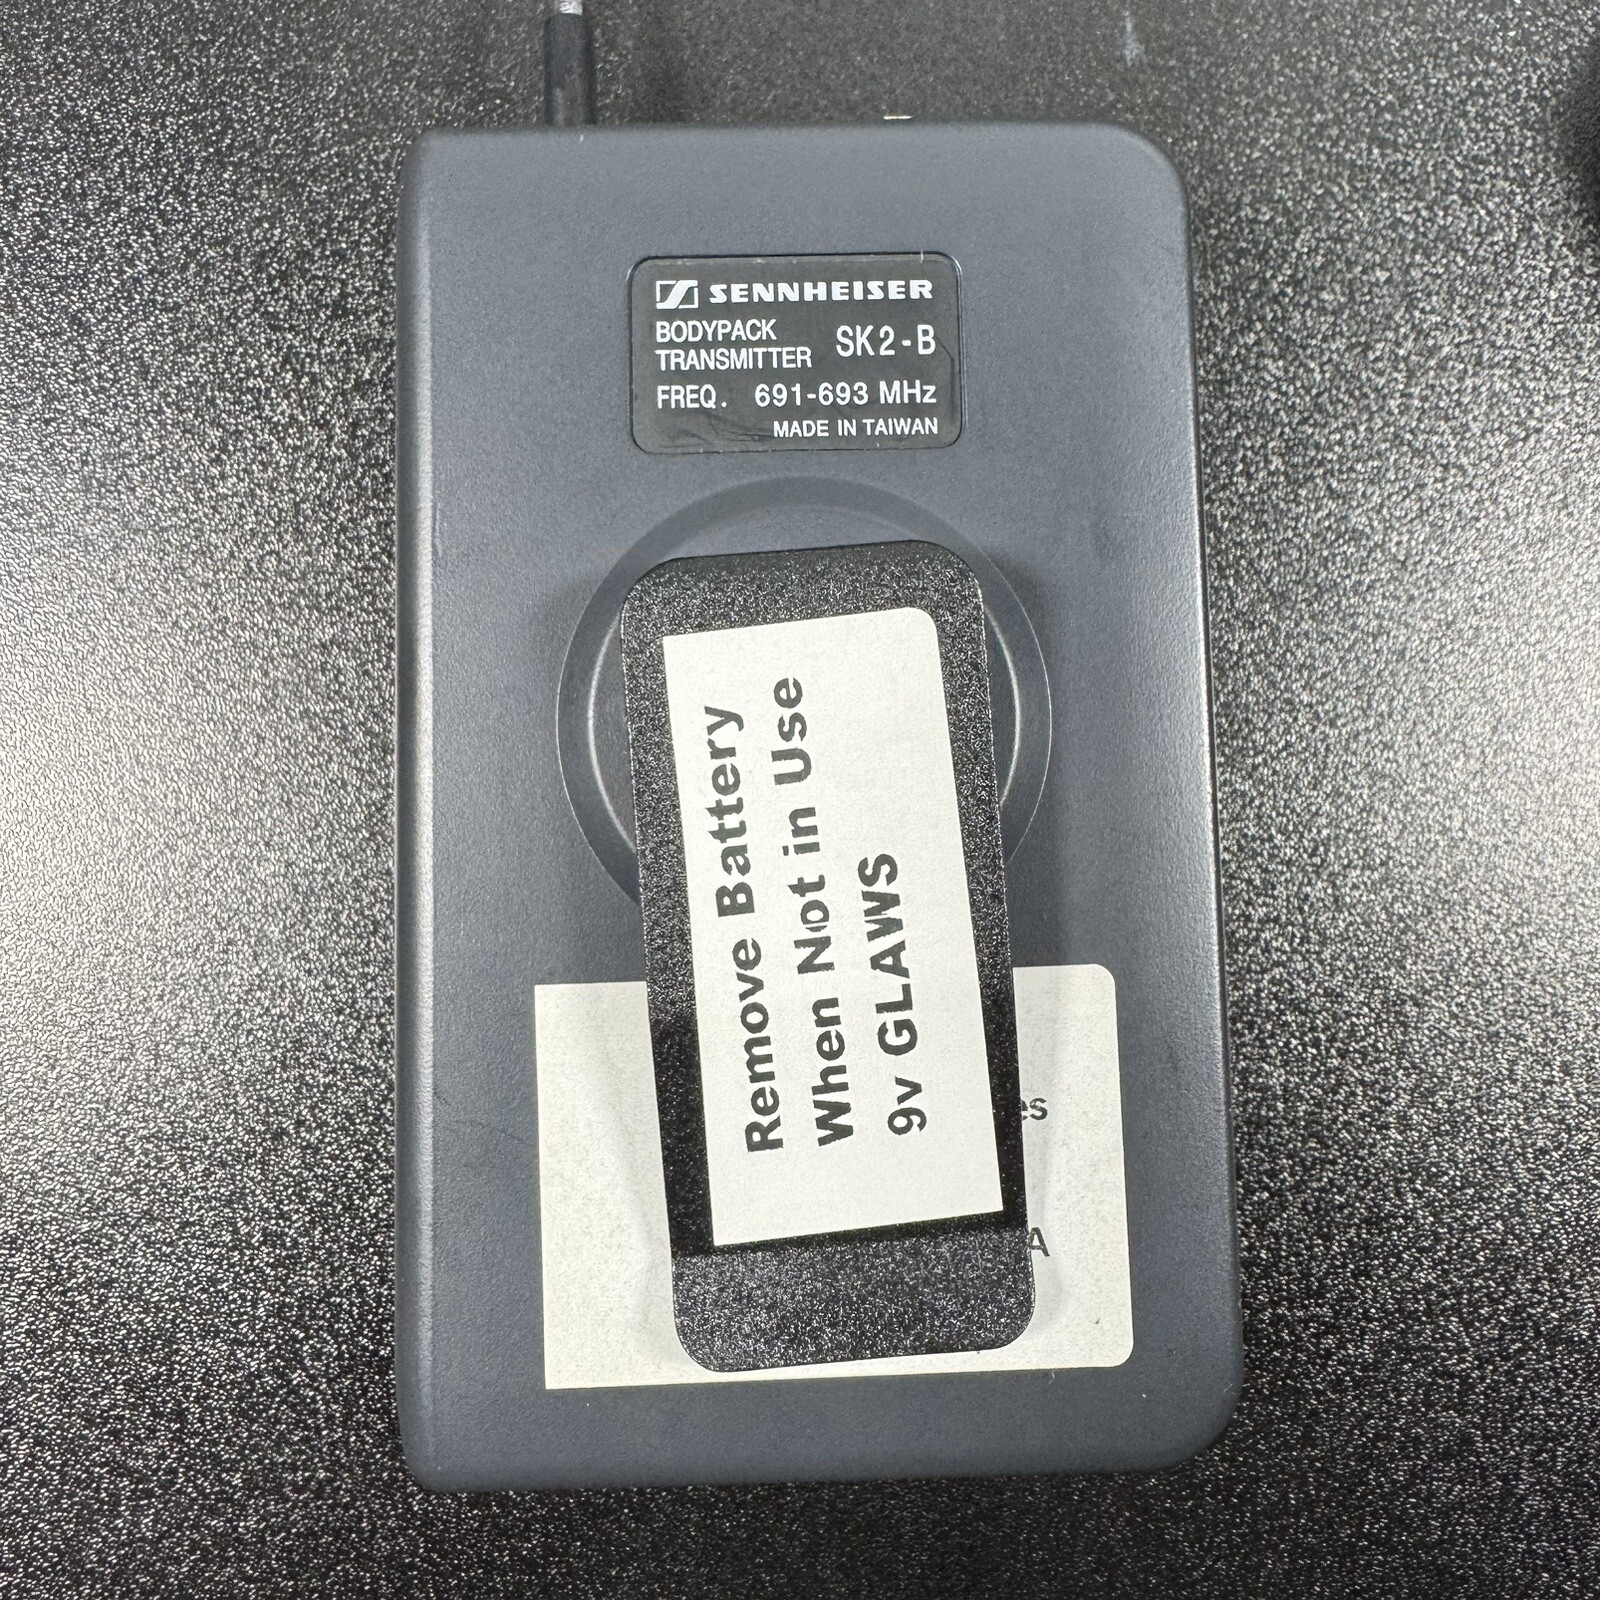 SENNHEISER
BODYPACK
TRANSMITTER SK2-B
FREQ. 691-693 MHz
MADE IN TAIWAN
Remove Battery
When Not in Use
9v GLAWS